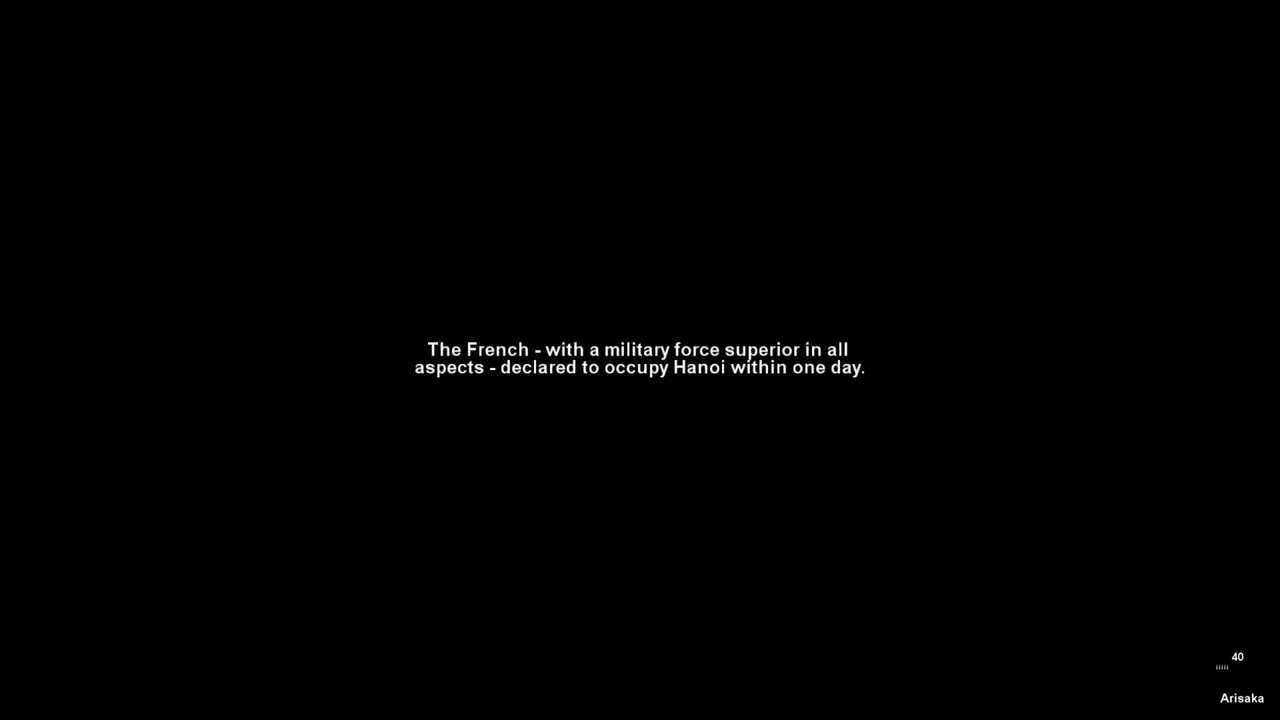 The French - with a military force superior in all
aspects - declared to occupy Hanoi within one day.
40
Arisaka